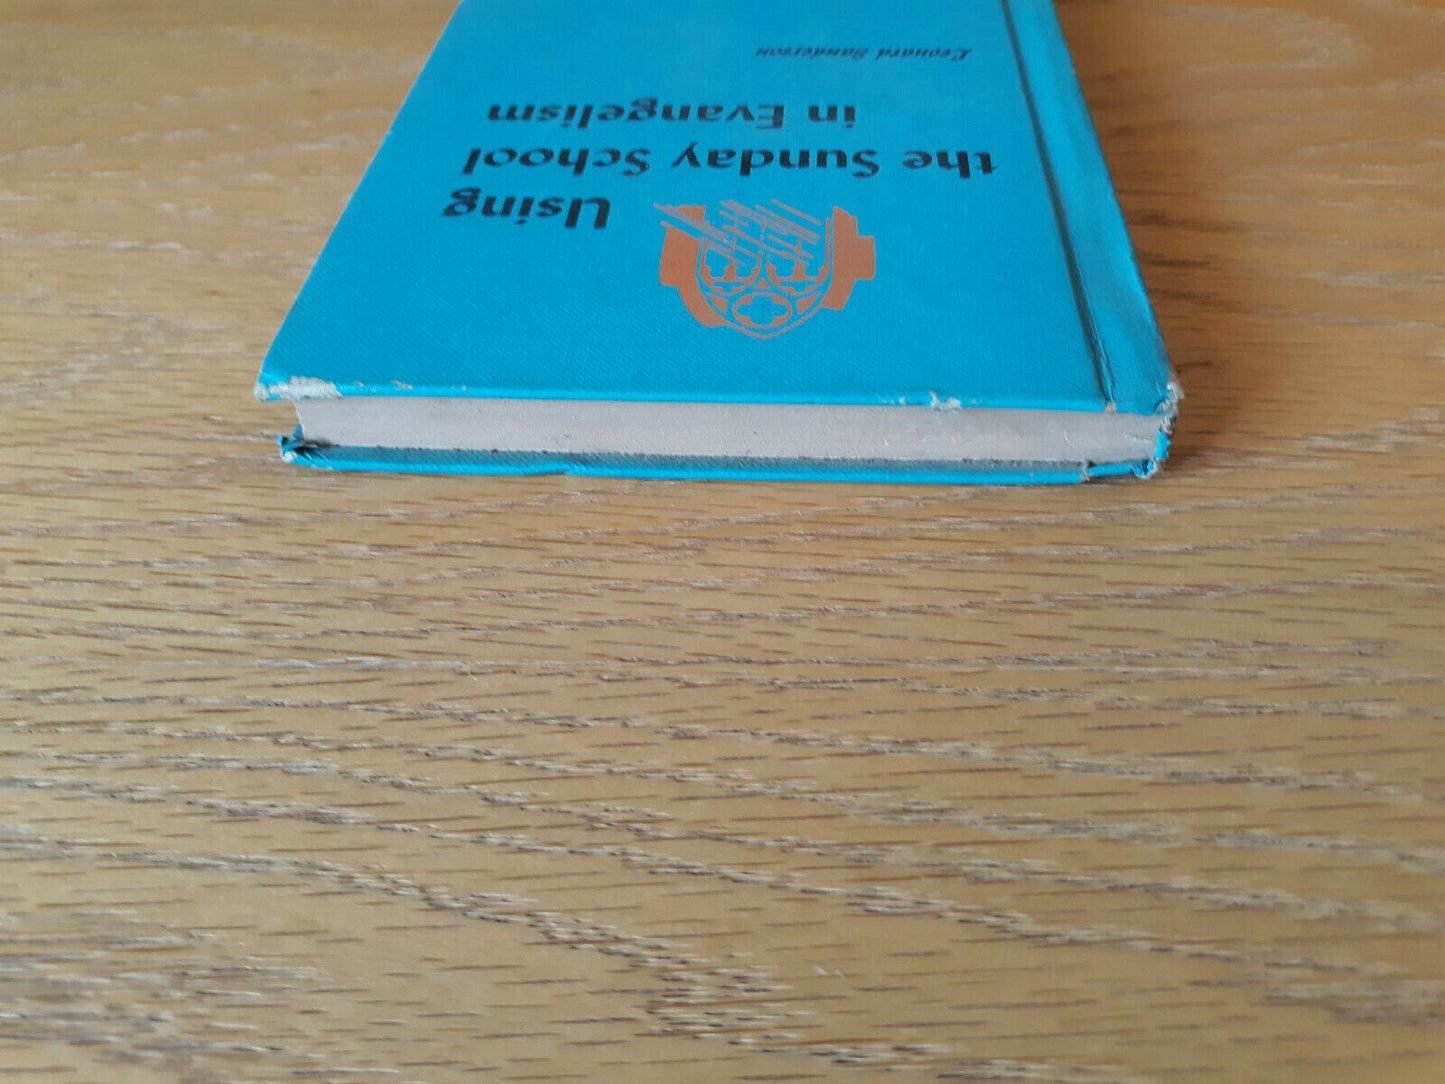 Using
the Sunday School
in Evangelism
Leonard Sanderson